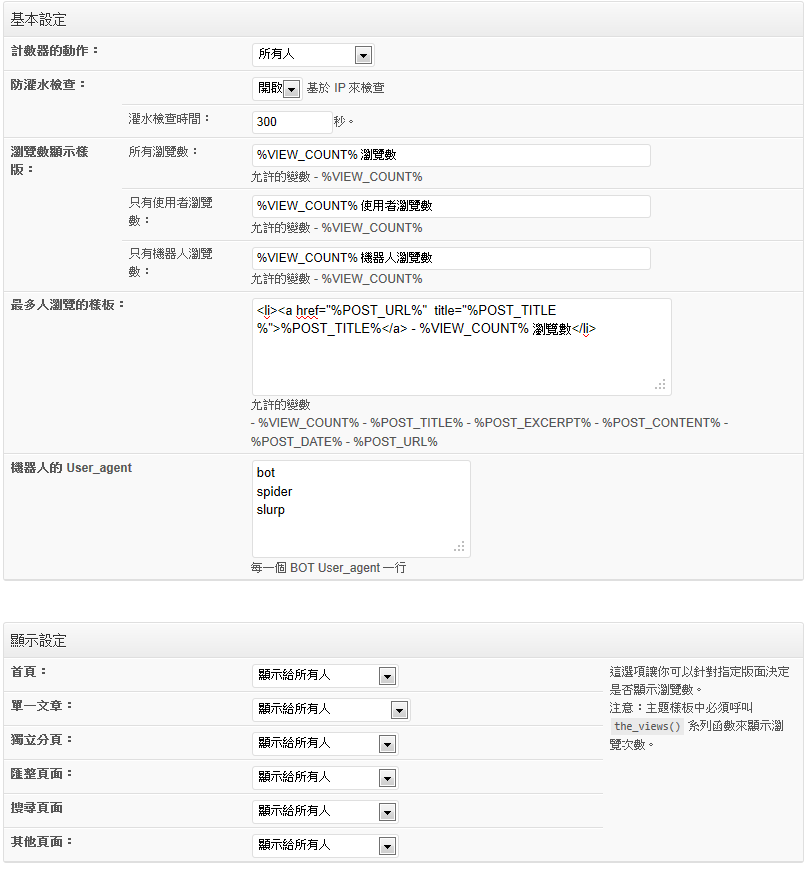 基本設定
計數器的動作：
所有人
防灌水檢查：
開啟 基於 IP 來檢查
灌水檢查時間：
300 秒。
瀏覽數顯示樣
版：
所有瀏覽數：
%VIEW_COUNT% 瀏覽數
允許的變數 - %VIEW_COUNT%
只有使用者瀏覽
數：
%VIEW_COUNT% 使用者瀏覽數
允許的變數 - %VIEW_COUNT%
只有機器人瀏覽
數：
%VIEW_COUNT% 機器人瀏覽數
允許的變數 - %VIEW_COUNT%
最多人瀏覽的樣板：
<li><a href="%POST_URL%"  title="%POST_TITLE
%">%POST_TITLE%</a> - %VIEW_COUNT% 瀏覽數</li>
允許的變數
- %VIEW_COUNT% - %POST_TITLE% - %POST_EXCERPT% - %POST_CONTENT% -
%POST_DATE% - %POST_URL%
機器人的 User_agent
bot
spider
slurp
每一個 BOT User_agent 一行
顯示設定
首頁：
顯示給所有人
單一文章：
顯示給所有人
獨立分頁：
顯示給所有人
匯整頁面：
顯示給所有人
搜尋頁面
顯示給所有人
其他頁面：
顯示給所有人
這選項讓你可以針對指定版面決定
是否顯示瀏覽數。
注意：主題樣板中必須呼叫
the_views() 系列函數來顯示瀏
覽次數。